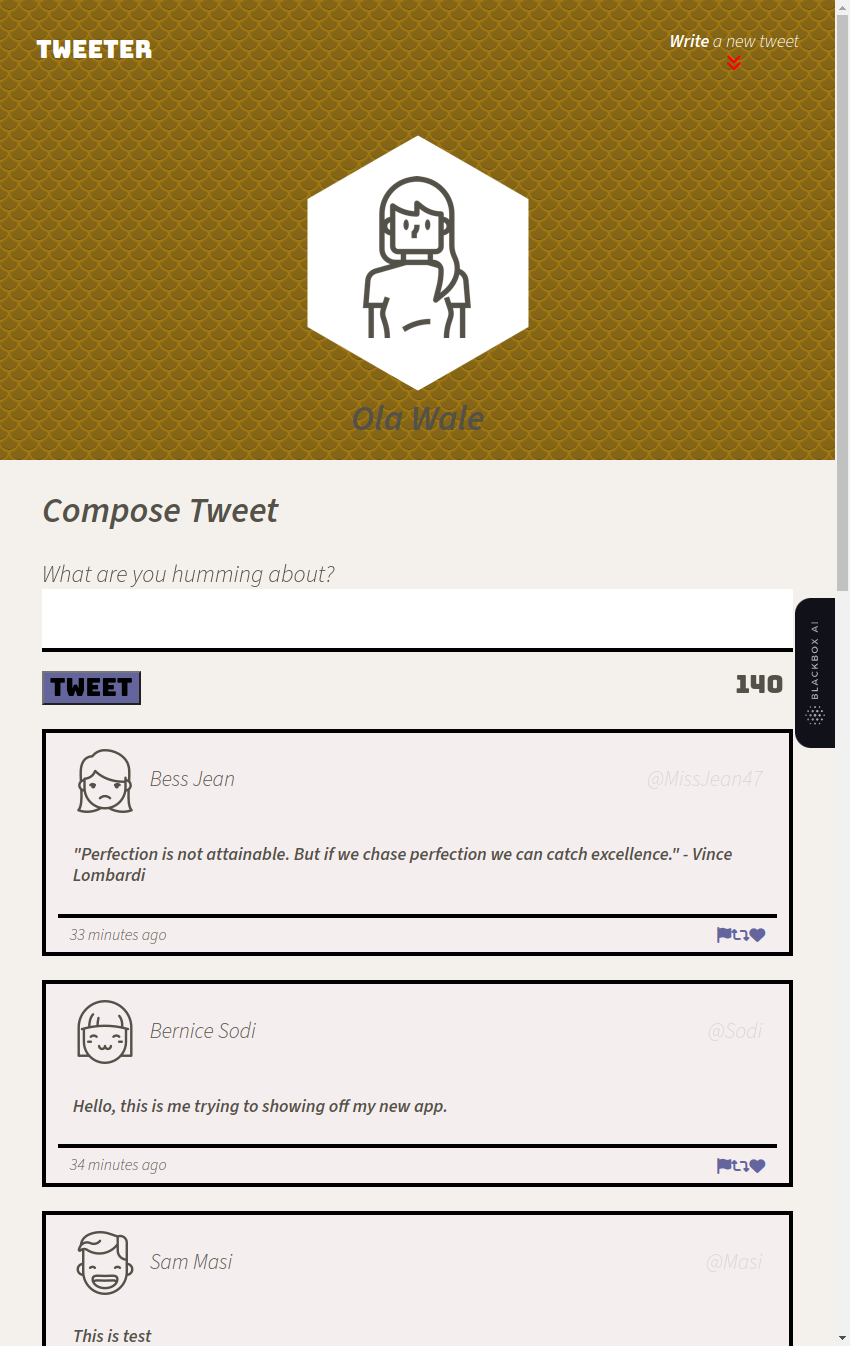 TWEETER
Write a new tweet
Ola Wale
Compose Tweet
What are you humming about?
BLACKBOX AI
TWEET
140
Bess Jean
@MissJean47
"Perfection is not attainable. But if we chase perfection we can catch excellence." - Vince
Lombardi
33 minutes ago
Bernice Sodi
@Sodi
Hello, this is me trying to showing off my new app.
34 minutes ago
Sam Masi
@Masi
This is test